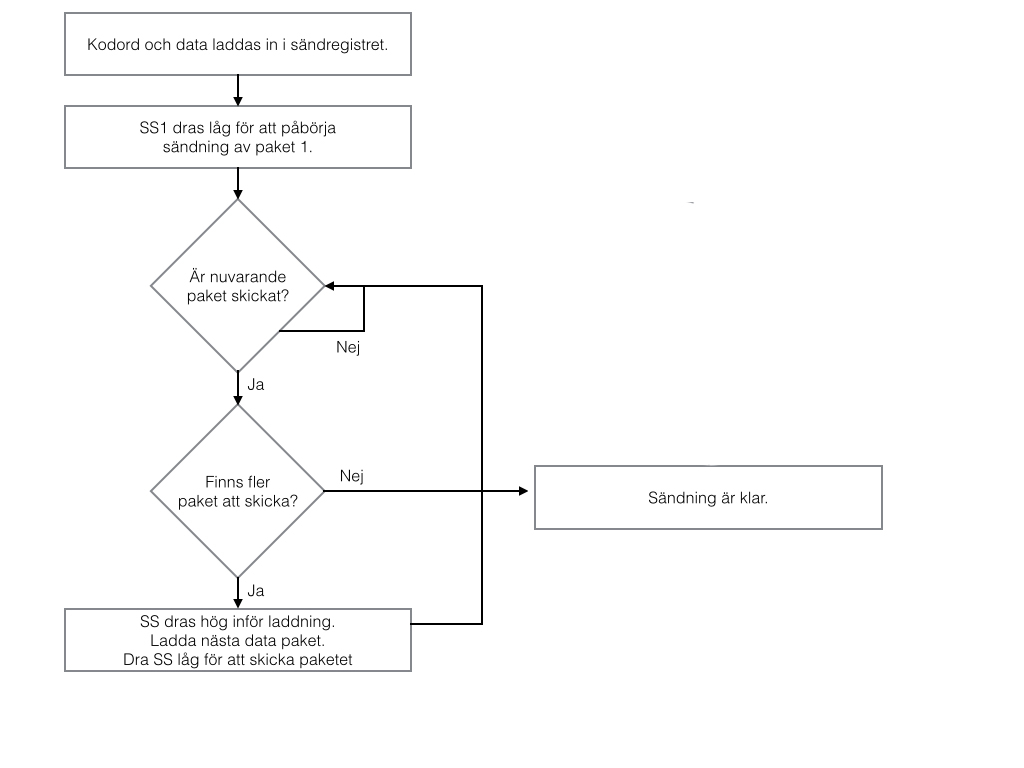 Kodord och data laddas in i sändregistret.
SS1 dras låg för att påbörja
sändning av paket 1.
Är nuvarande
paket skickat?
Nej
Ja
Finns fler
paket att skicka?
Nej
Sändning är klar.
Ja
SS dras hög inför laddning.
Ladda nästa data paket.
Dra SS låg för att skicka paketet